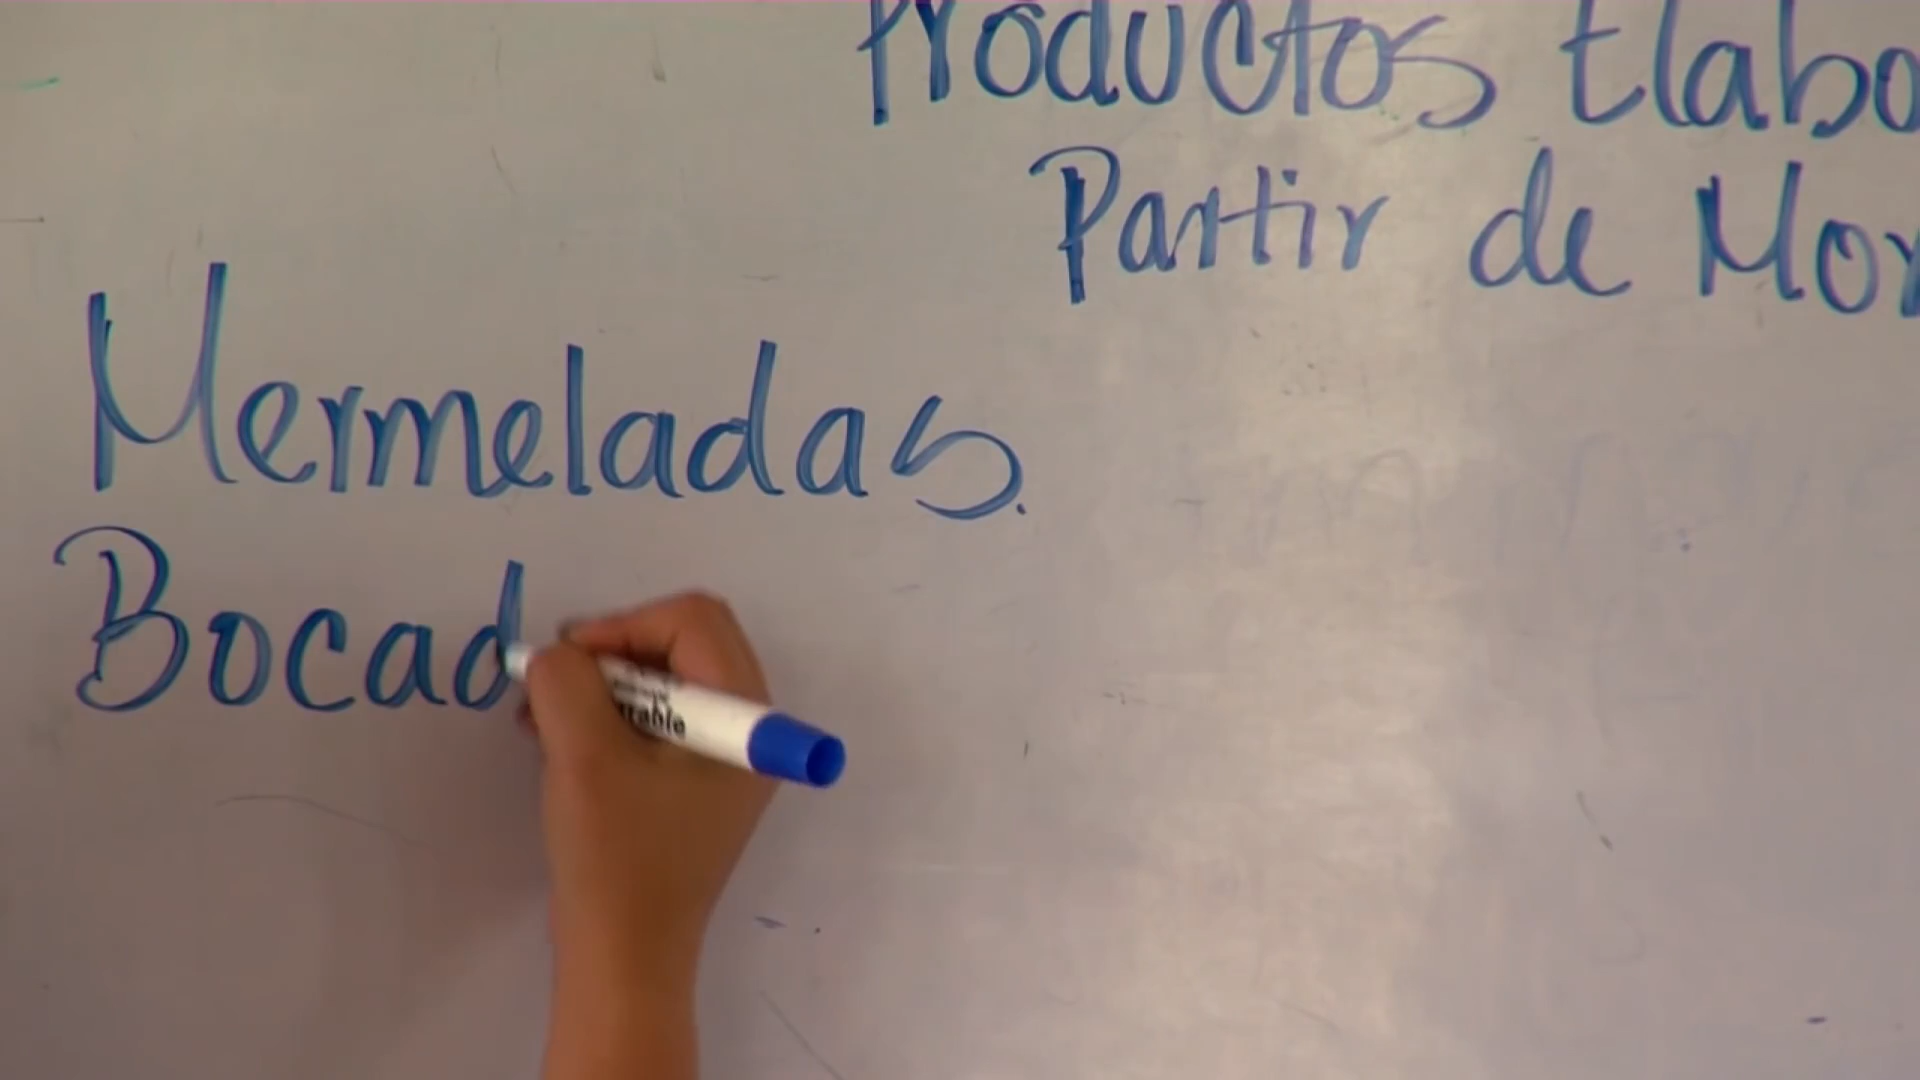 Productos Elabo
Partir de Mor
Mermeladas.
Bocad